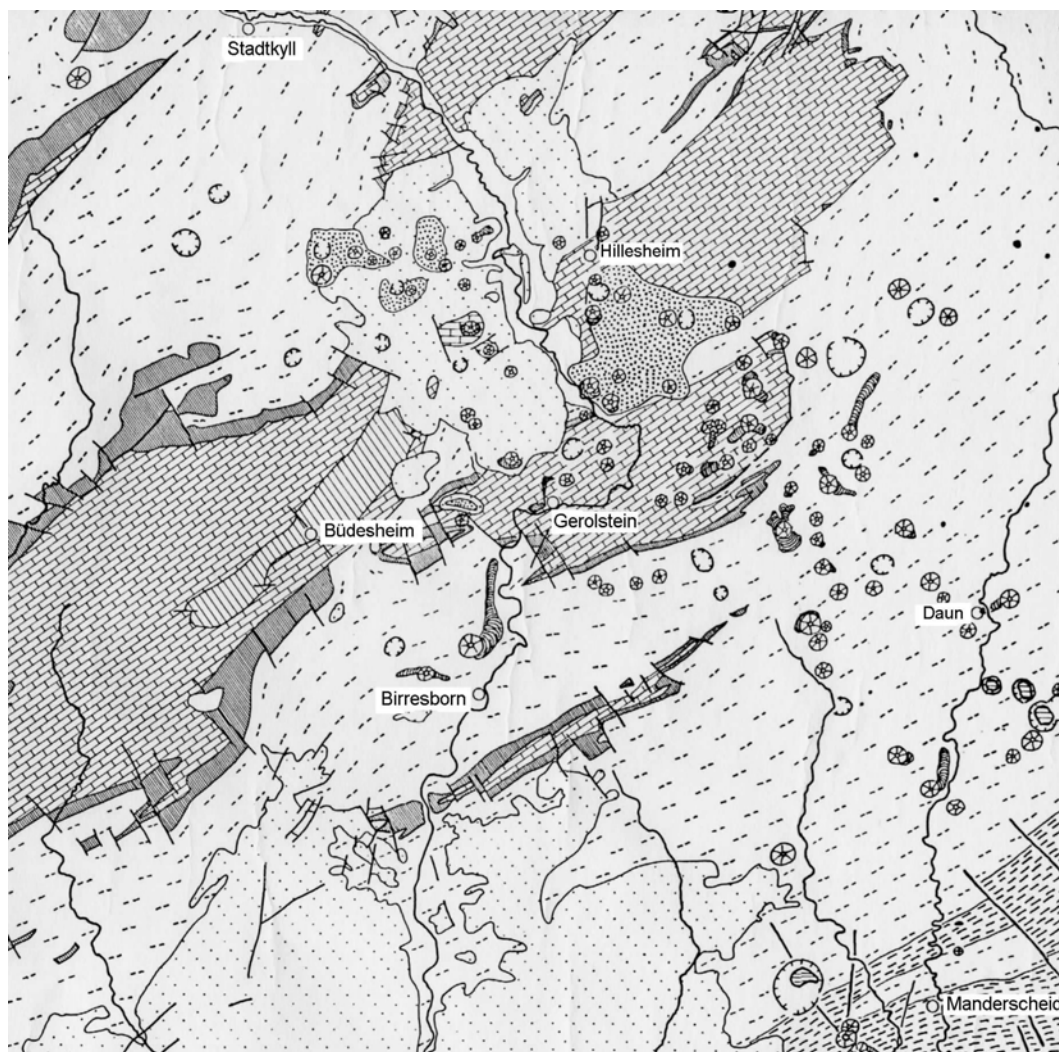 Stadtkyll
Hillesheim
Gerolstein
Büdesheim
Daun
Birresborn
Manderscheid